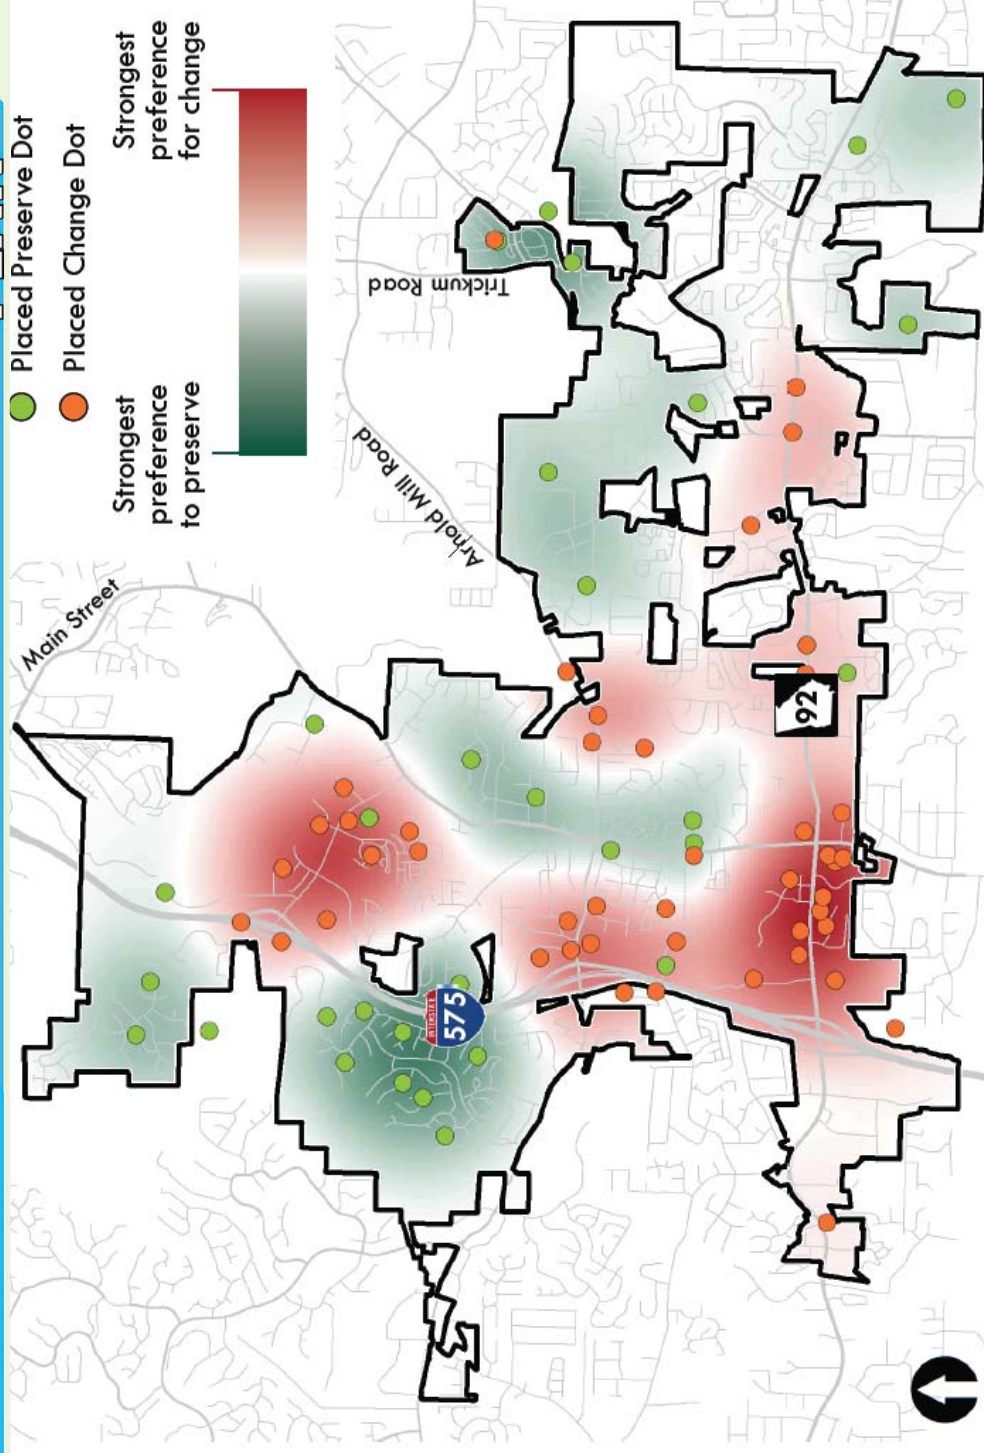 Placed Preserve Dot
Placed Change Dot
Strongest
preference
to preserve
Strongest
preference
for change
Main Street
Arnold Mill Road
Trickum Road
INTERSTATE
575
92